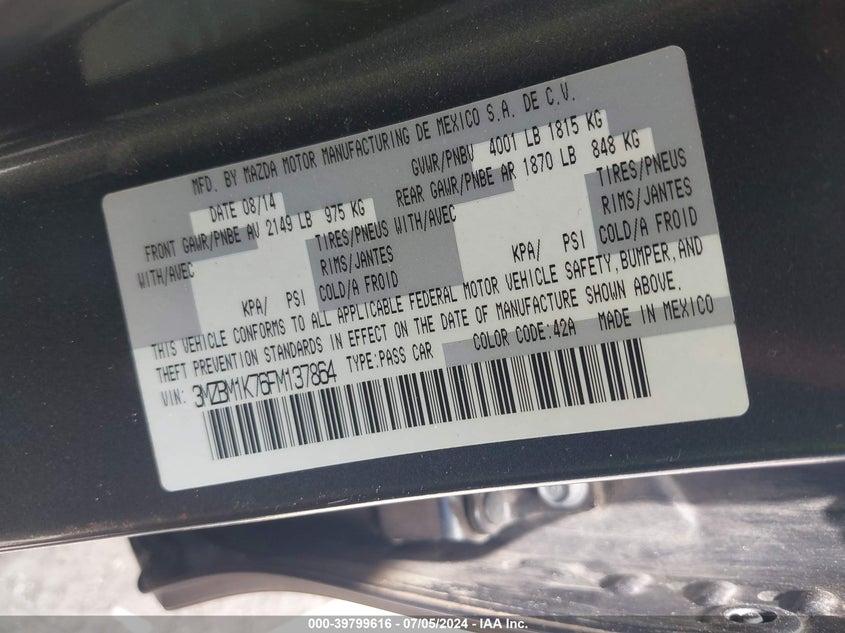 MFD. BY MAZDA MOTOR MANUFACTURING DE MEXICO S.A. DE C.V.
DATE 08/14 GVWR/PNBV 4001 LB 1815 KG
FRONT GAWR/PNBE AV 2149 LB 975 KG REAR GAWR/PNBE AR 1870 LB 848 KG
WITH/AVEC TIRES/PNEUS WITH/AVEC TIRES/PNEUS
RIMS/JANTES RIMS/JANTES
KPA/ PSI COLD/A FROID KPA/ PSI COLD/A FROID
THIS VEHICLE CONFORMS TO ALL APPLICABLE FEDERAL MOTOR VEHICLE SAFETY, BUMPER, AND
THEFT PREVENTION STANDARDS IN EFFECT ON THE DATE OF MANUFACTURE SHOWN ABOVE.
VIN: 3MZBM1K76FM137864 TYPE:PASS CAR COLOR CODE:42A MADE IN MEXICO
000-39799616 - 07/05/2024 - IAA Inc.